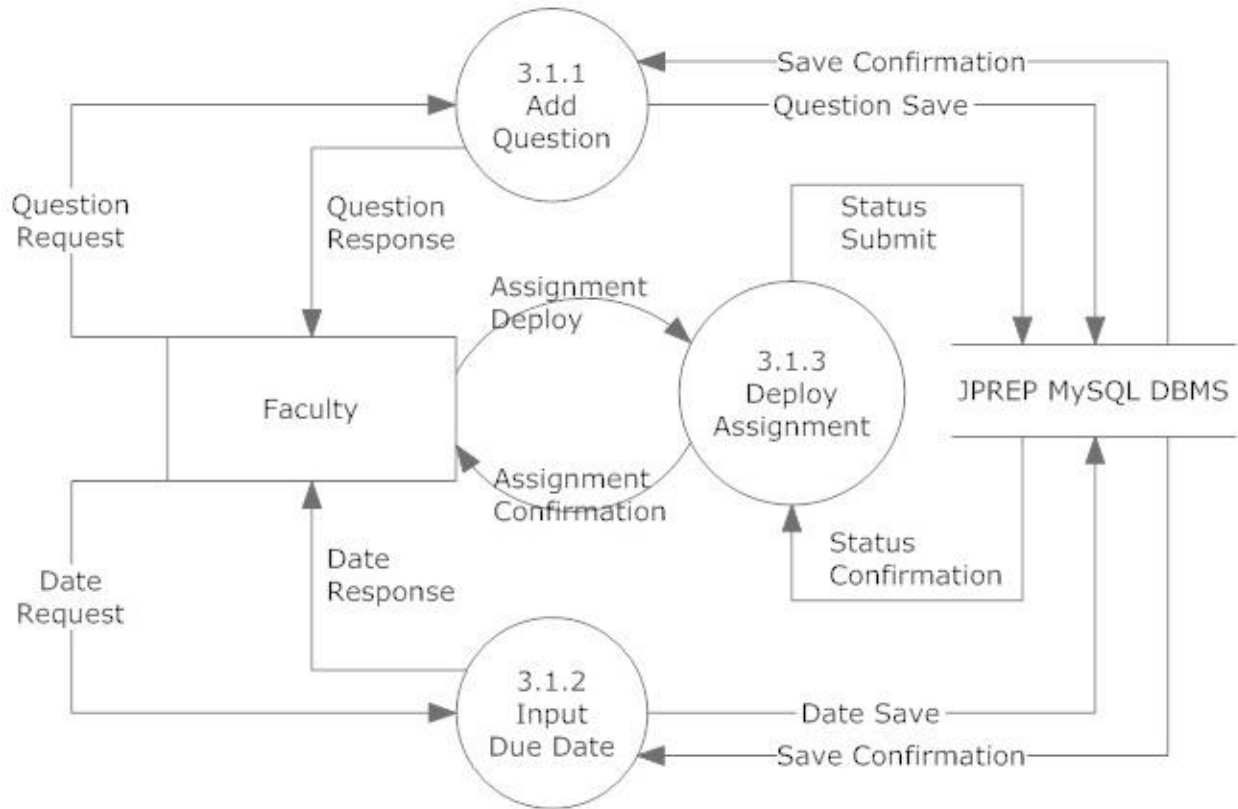 3.1.1
Add
Question
Save Confirmation
Question Save
Question
Request
Question
Response
Status
Submit
Assignment
Deploy
3.1.3
Deploy
Assignment
Faculty
JPREP MySQL DBMS
Assignment
Confirmation
Status
Confirmation
Date
Response
Date
Request
3.1.2
Input
Due Date
Date Save
Save Confirmation